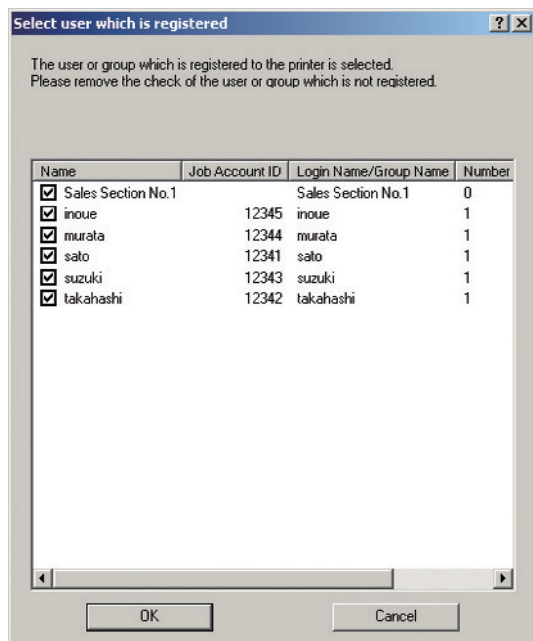 Select user which is registered
The user or group which is registered to the printer is selected.
Please remove the check of the user or group which is not registered.
Name Job Account ID Login Name/Group Name Number
Sales Section No.1 Sales Section No.1 0
inoue 12345 inoue 1
murata 12344 murata 1
sato 12341 sato 1
suzuki 12343 suzuki 1
takahashi 12342 takahashi 1
OK Cancel